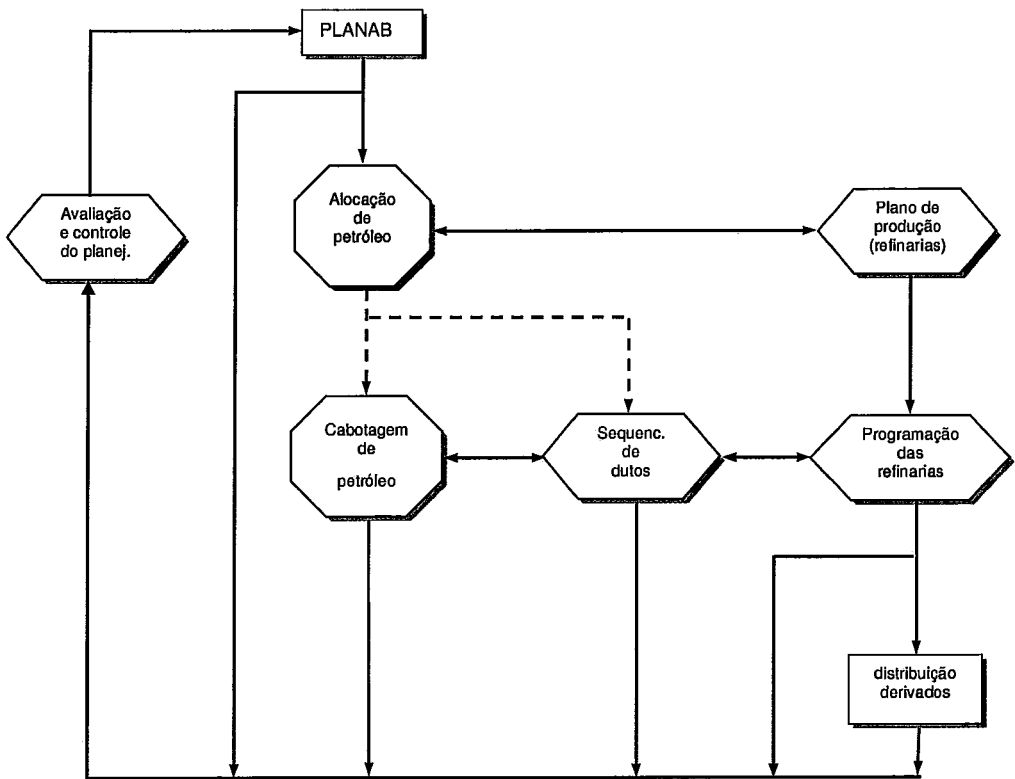 PLANAB
Avaliação
e controle
do planej.
Alocação
de
petróleo
Plano de
produção
(refinarias)
Cabotagem
de
petróleo
Sequenc.
de
dutos
Programação
das
refinarias
distribuição
derivados